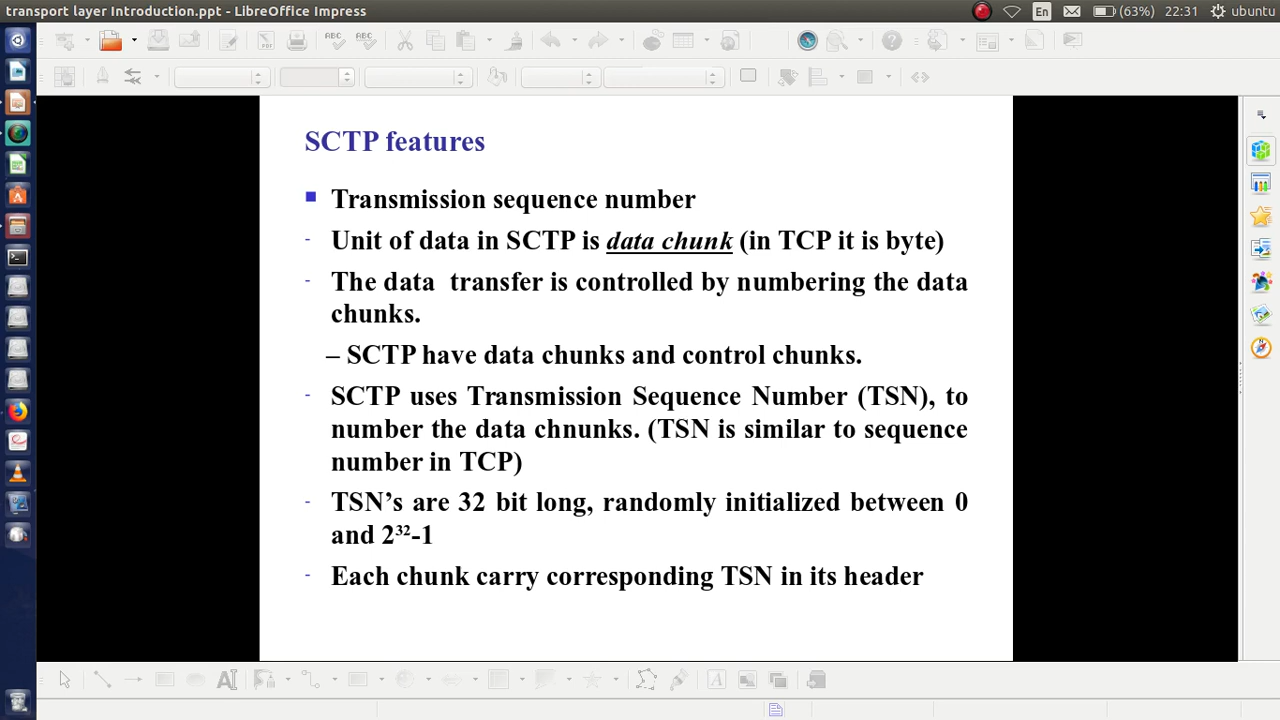 transport layer Introduction.ppt - LibreOffice Impress
En
(63%)
22:31
ubuntu
ABC
ABC
SCTP features
Transmission sequence number
- Unit of data in SCTP is data chunk (in TCP it is byte)
- The data transfer is controlled by numbering the data
chunks.
– SCTP have data chunks and control chunks.
- SCTP uses Transmission Sequence Number (TSN), to
number the data chnunks. (TSN is similar to sequence
number in TCP)
- TSN’s are 32 bit long, randomly initialized between 0
and 2³²-1
- Each chunk carry corresponding TSN in its header